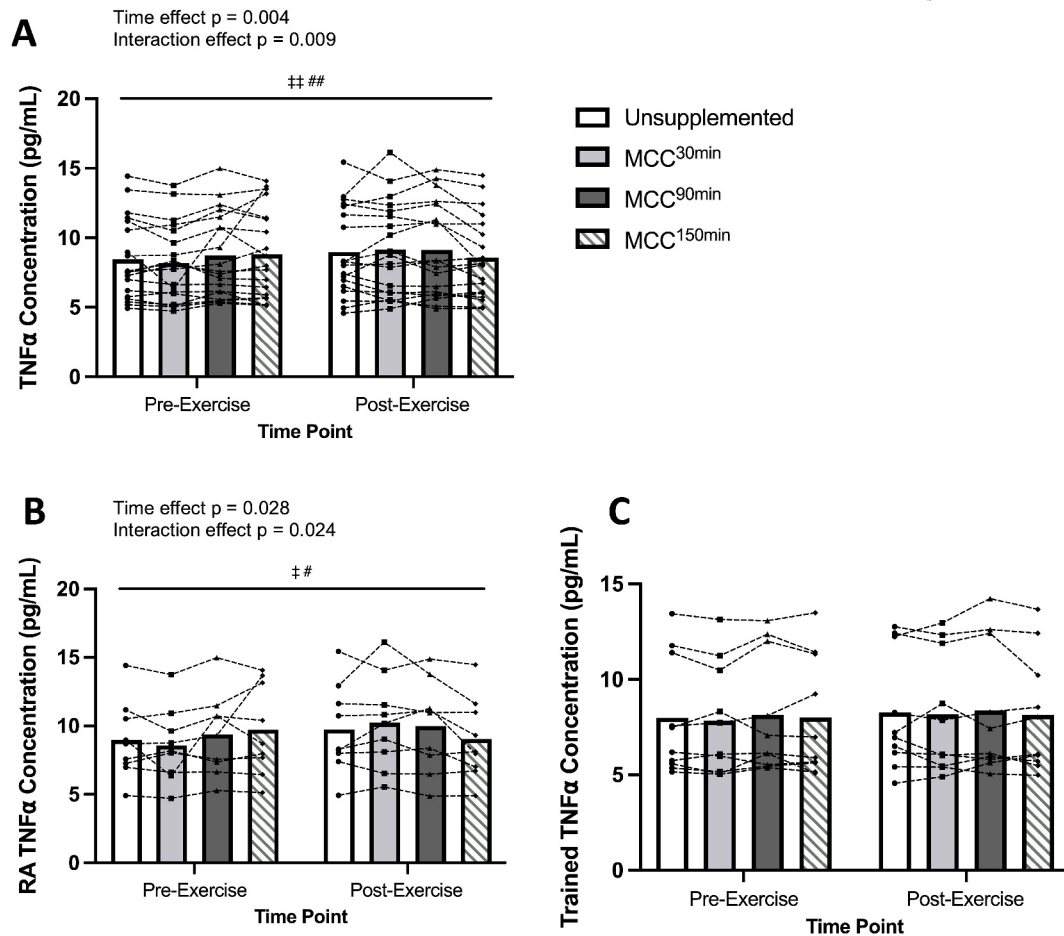 A
Time effect p = 0.004
Interaction effect p = 0.009
‡‡ ##
TNFα Concentration (pg/mL)
20
15
10
5
0
Pre-Exercise
Post-Exercise
Time Point
Unsupplemented
MCC30min
MCC90min
MCC150min
B
Time effect p = 0.028
Interaction effect p = 0.024
‡ #
RA TNFα Concentration (pg/mL)
20
15
10
5
0
Pre-Exercise
Post-Exercise
Time Point
C
Trained TNFα Concentration (pg/mL)
15
10
5
0
Pre-Exercise
Post-Exercise
Time Point